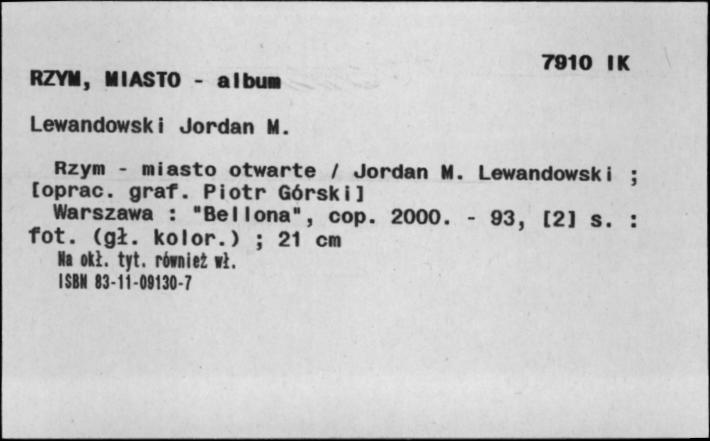 7910 IK
RZYM, MIASTO - album
Lewandowski Jordan M.
Rzym - miasto otwarte / Jordan M. Lewandowski ;
[oprac. graf. Piotr Górski]
Warszawa : "Bellona", cop. 2000. - 93, [2] s. :
fot. (gł. kolor.) ; 21 cm
Na okł. tyt. również wł.
ISBN 83-11-09130-7